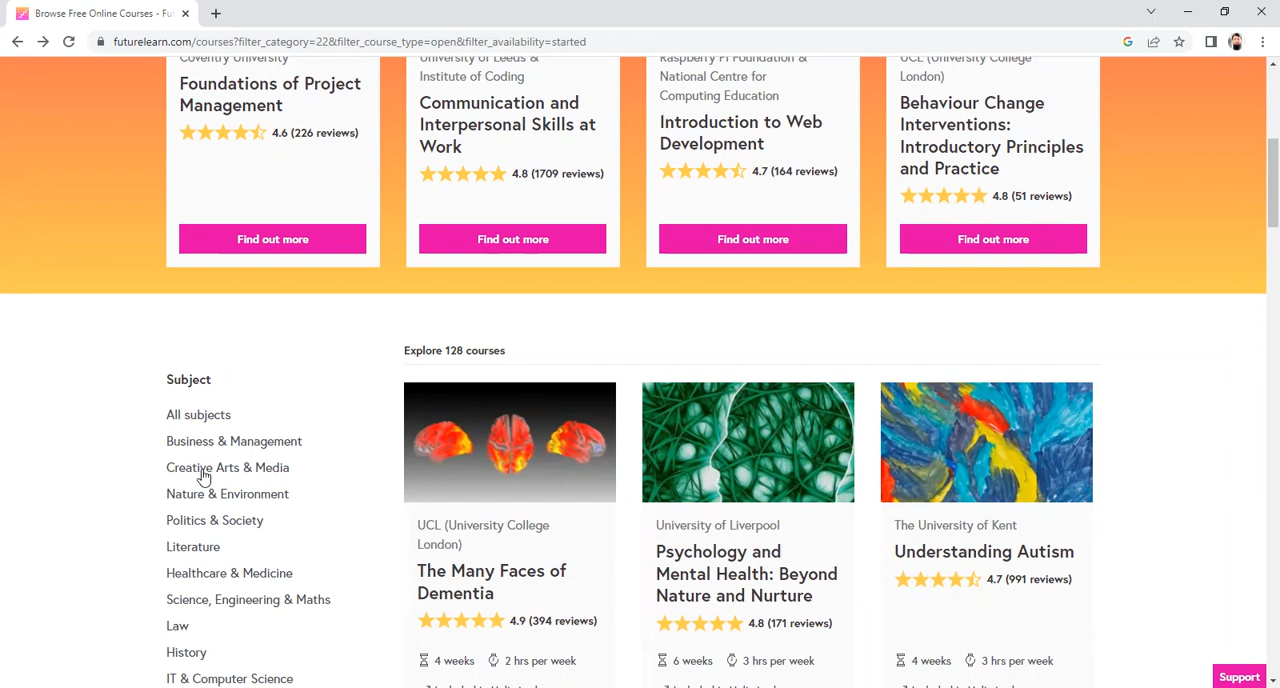 Browse Free Online Courses - Fu
futurelearn.com/courses?filter_category=22&filter_course_type=open&filter_availability=started
Coventry University
Foundations of Project
Management
4.6 (226 reviews)
Find out more
University of Leeds &
Institute of Coding
Communication and
Interpersonal Skills at
Work
4.8 (1709 reviews)
Find out more
Raspberry Pi Foundation &
National Centre for
Computing Education
Introduction to Web
Development
4.7 (164 reviews)
Find out more
UCL (University College
London)
Behaviour Change
Interventions:
Introductory Principles
and Practice
4.8 (51 reviews)
Find out more
Explore 128 courses
Subject
All subjects
Business & Management
Creative Arts & Media
Nature & Environment
Politics & Society
Literature
Healthcare & Medicine
Science, Engineering & Maths
Law
History
IT & Computer Science
UCL (University College
London)
The Many Faces of
Dementia
4.9 (394 reviews)
4 weeks 2 hrs per week
University of Liverpool
Psychology and
Mental Health: Beyond
Nature and Nurture
4.8 (171 reviews)
6 weeks 3 hrs per week
The University of Kent
Understanding Autism
4.7 (991 reviews)
4 weeks 3 hrs per week
Support